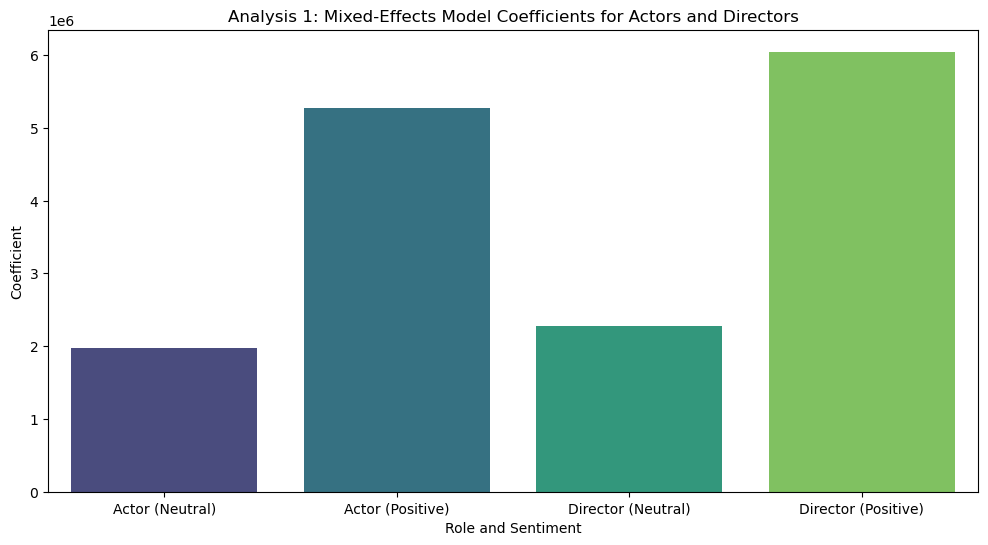 Analysis 1: Mixed-Effects Model Coefficients for Actors and Directors
1e6
6
5
4
3
2
1
0
Coefficient
Actor (Neutral) Actor (Positive) Director (Neutral) Director (Positive)
Role and Sentiment